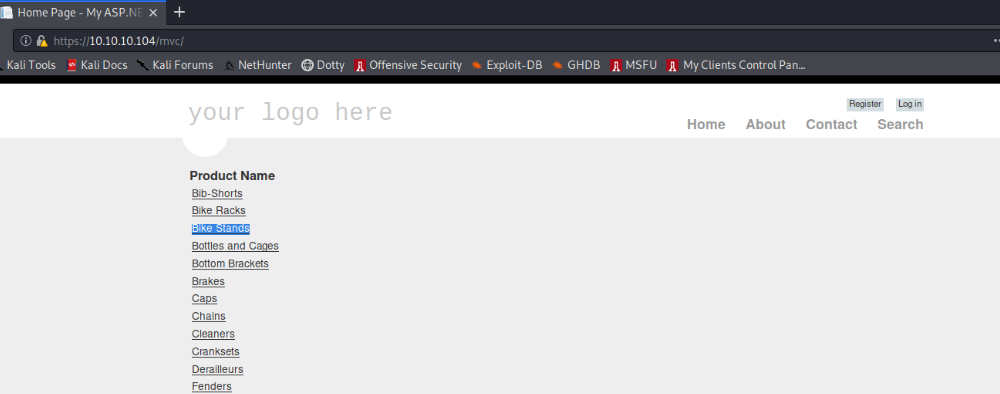 Home Page - My ASP.NE
https://10.10.10.104/mvc/
Kali Tools Kali Docs Kali Forums NetHunter Dotty Offensive Security Exploit-DB GHDB MSFU My Clients Control Pan...
Register Log in
your logo here
Home About Contact Search
Product Name
Bib-Shorts
Bike Racks
Bike Stands
Bottles and Cages
Bottom Brackets
Brakes
Caps
Chains
Cleaners
Cranksets
Derailleurs
Fenders